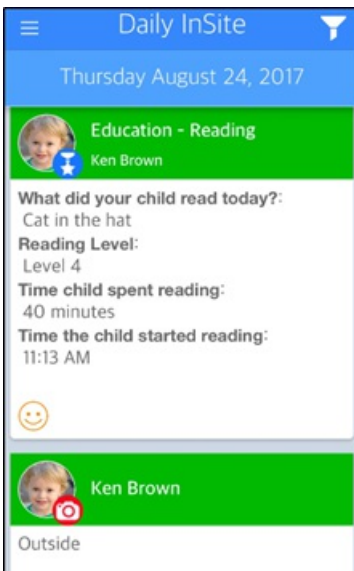 Daily InSite
Thursday August 24, 2017
Education - Reading
Ken Brown
What did your child read today?:
Cat in the hat
Reading Level:
Level 4
Time child spent reading:
40 minutes
Time the child started reading:
11:13 AM
Ken Brown
Outside